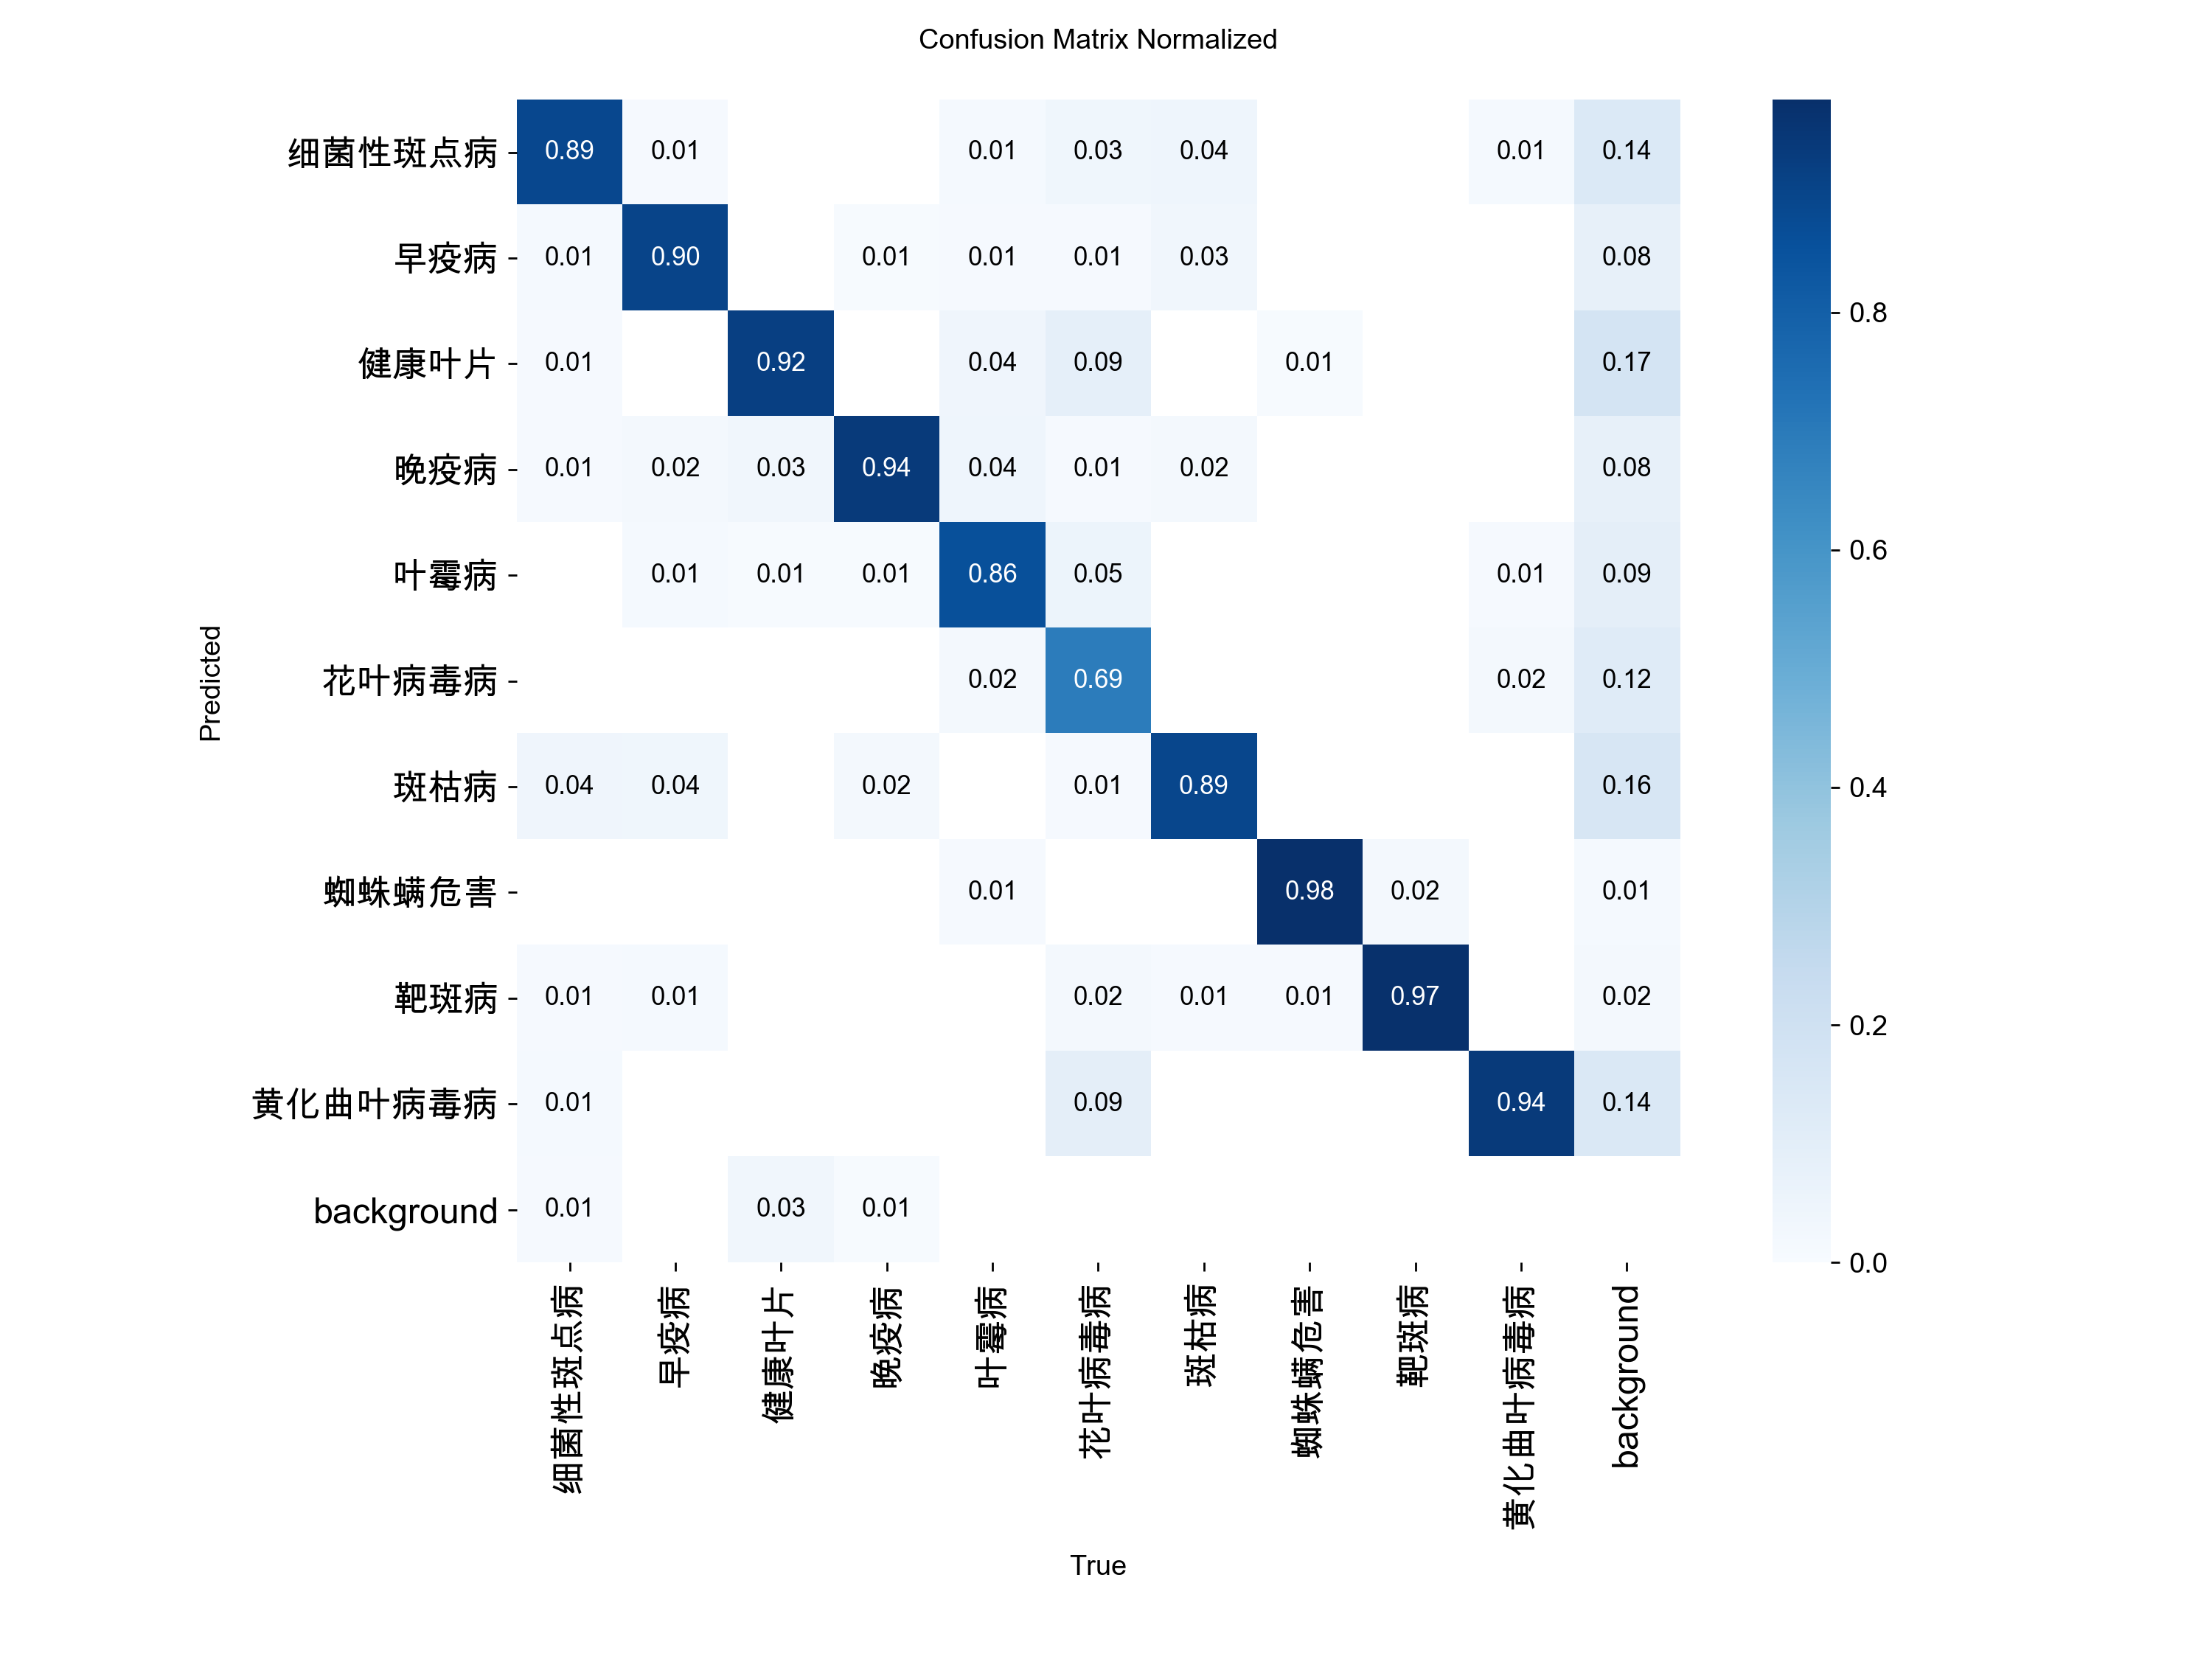 Confusion Matrix Normalized
细菌性斑点病 0.89 0.01 0.01 0.03 0.04 0.01 0.14
早疫病 0.01 0.90 0.01 0.01 0.01 0.03 0.08
健康叶片 0.01 0.92 0.04 0.09 0.01 0.17
晚疫病 0.01 0.02 0.03 0.94 0.04 0.01 0.02 0.08
叶霉病 0.01 0.01 0.01 0.86 0.05 0.01 0.09
花叶病毒病 0.02 0.69 0.02 0.12
斑枯病 0.04 0.04 0.02 0.01 0.89 0.16
蜘蛛螨危害 0.01 0.98 0.02 0.01
靶斑病 0.01 0.01 0.02 0.01 0.01 0.97 0.02
黄化曲叶病毒病 0.01 0.09 0.94 0.14
background 0.01 0.03 0.01
Predicted
细菌性斑点病
早疫病
健康叶片
晚疫病
叶霉病
花叶病毒病
斑枯病
蜘蛛螨危害
靶斑病
黄化曲叶病毒病
background
True
0.8
0.6
0.4
0.2
0.0